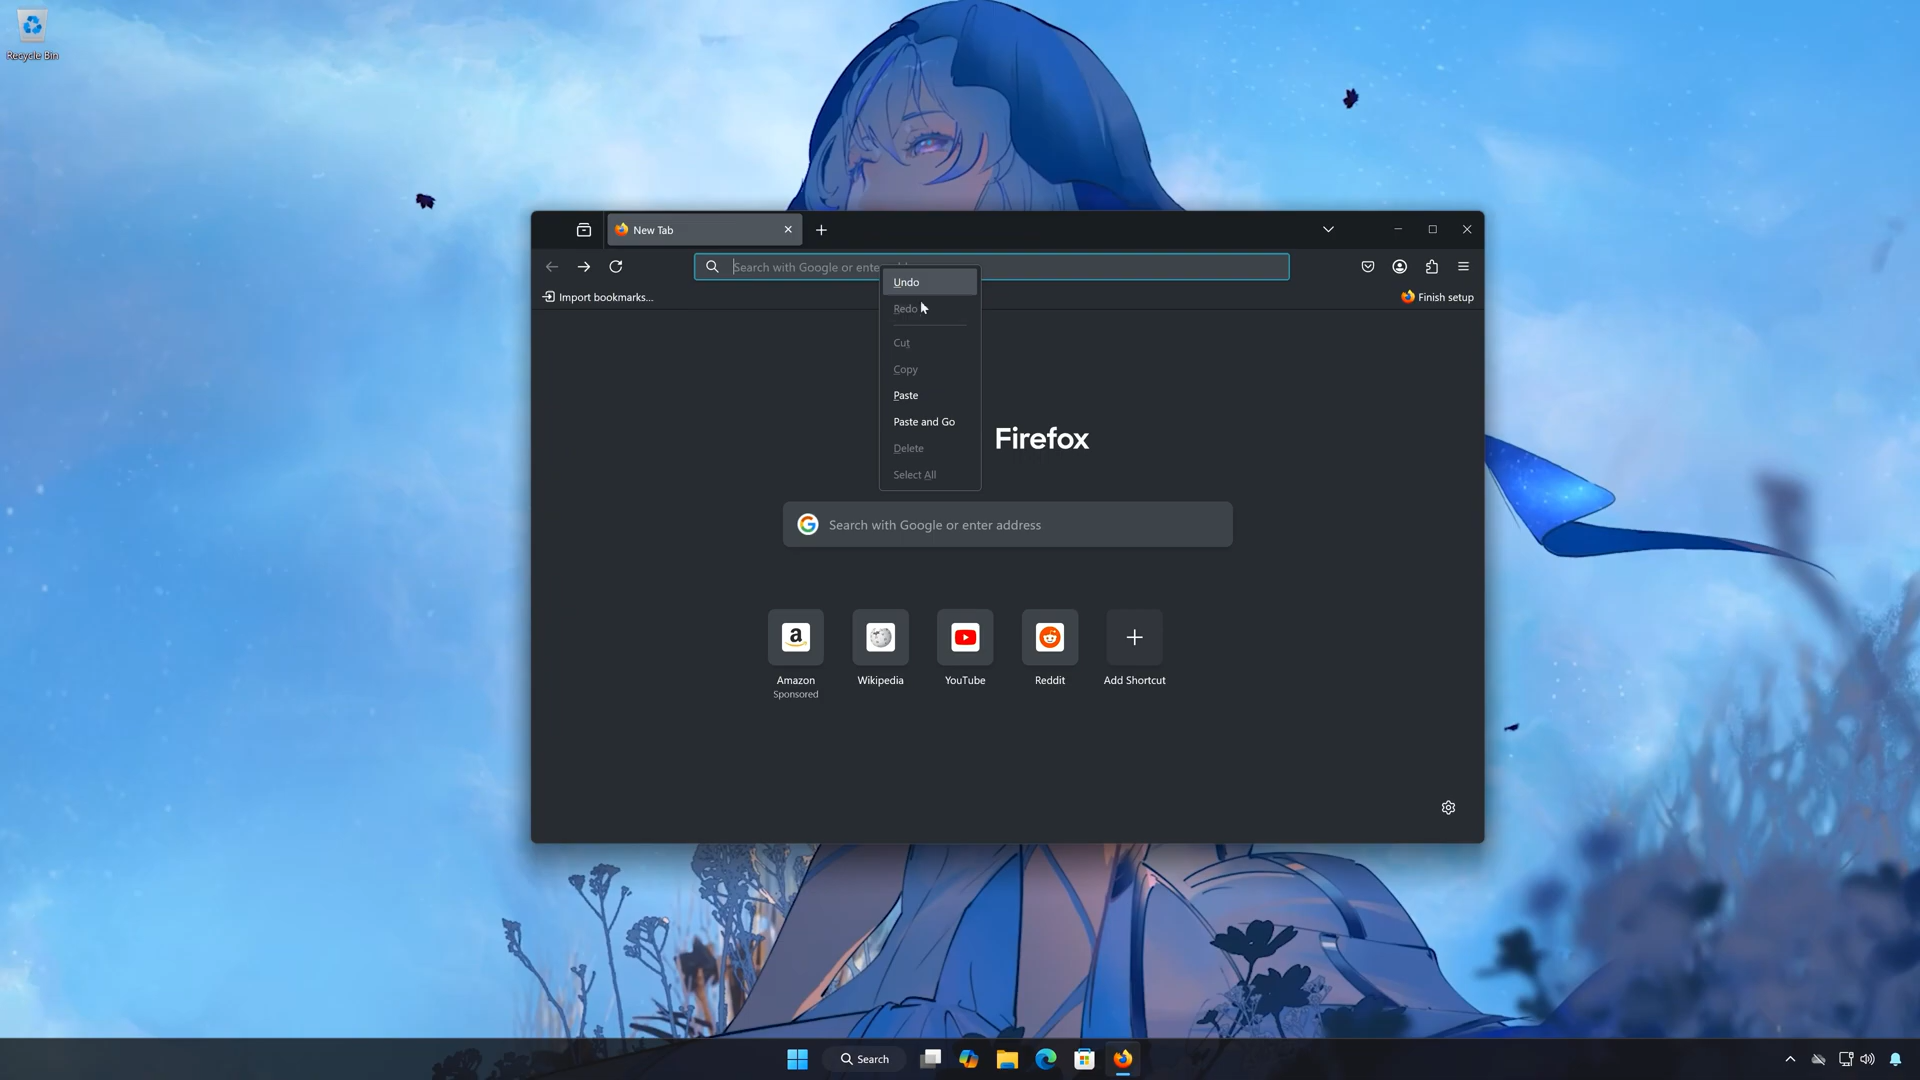 Recycle Bin
New Tab
Search with Google or ente
Import bookmarks...
Finish setup
Undo
Redo
Cut
Copy
Paste
Paste and Go
Delete
Select All
Firefox
Search with Google or enter address
Amazon
Sponsored
Wikipedia
YouTube
Reddit
Add Shortcut
Search